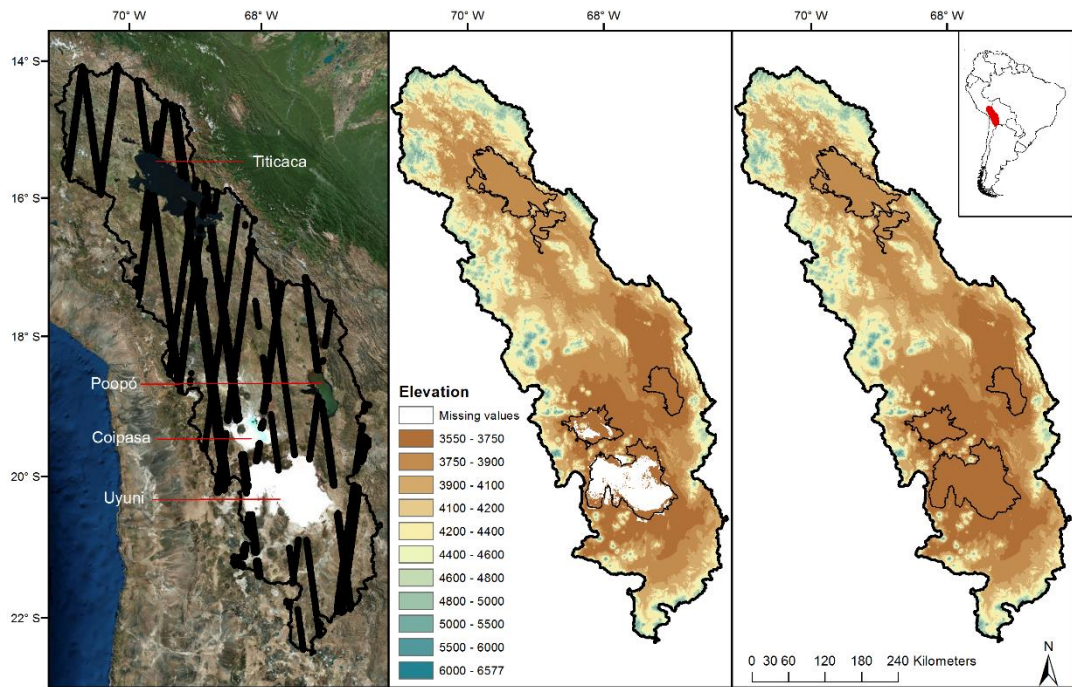 70° W 68° W
70° W 68° W
70° W 68° W
14° S
16° S
18° S
20° S
22° S
Titicaca
Poopó
Coipasa
Uyuni
Elevation
Missing values
3550 - 3750
3750 - 3900
3900 - 4100
4100 - 4200
4200 - 4400
4400 - 4600
4600 - 4800
4800 - 5000
5000 - 5500
5500 - 6000
6000 - 6577
0 30 60 120 180 240 Kilometers
N